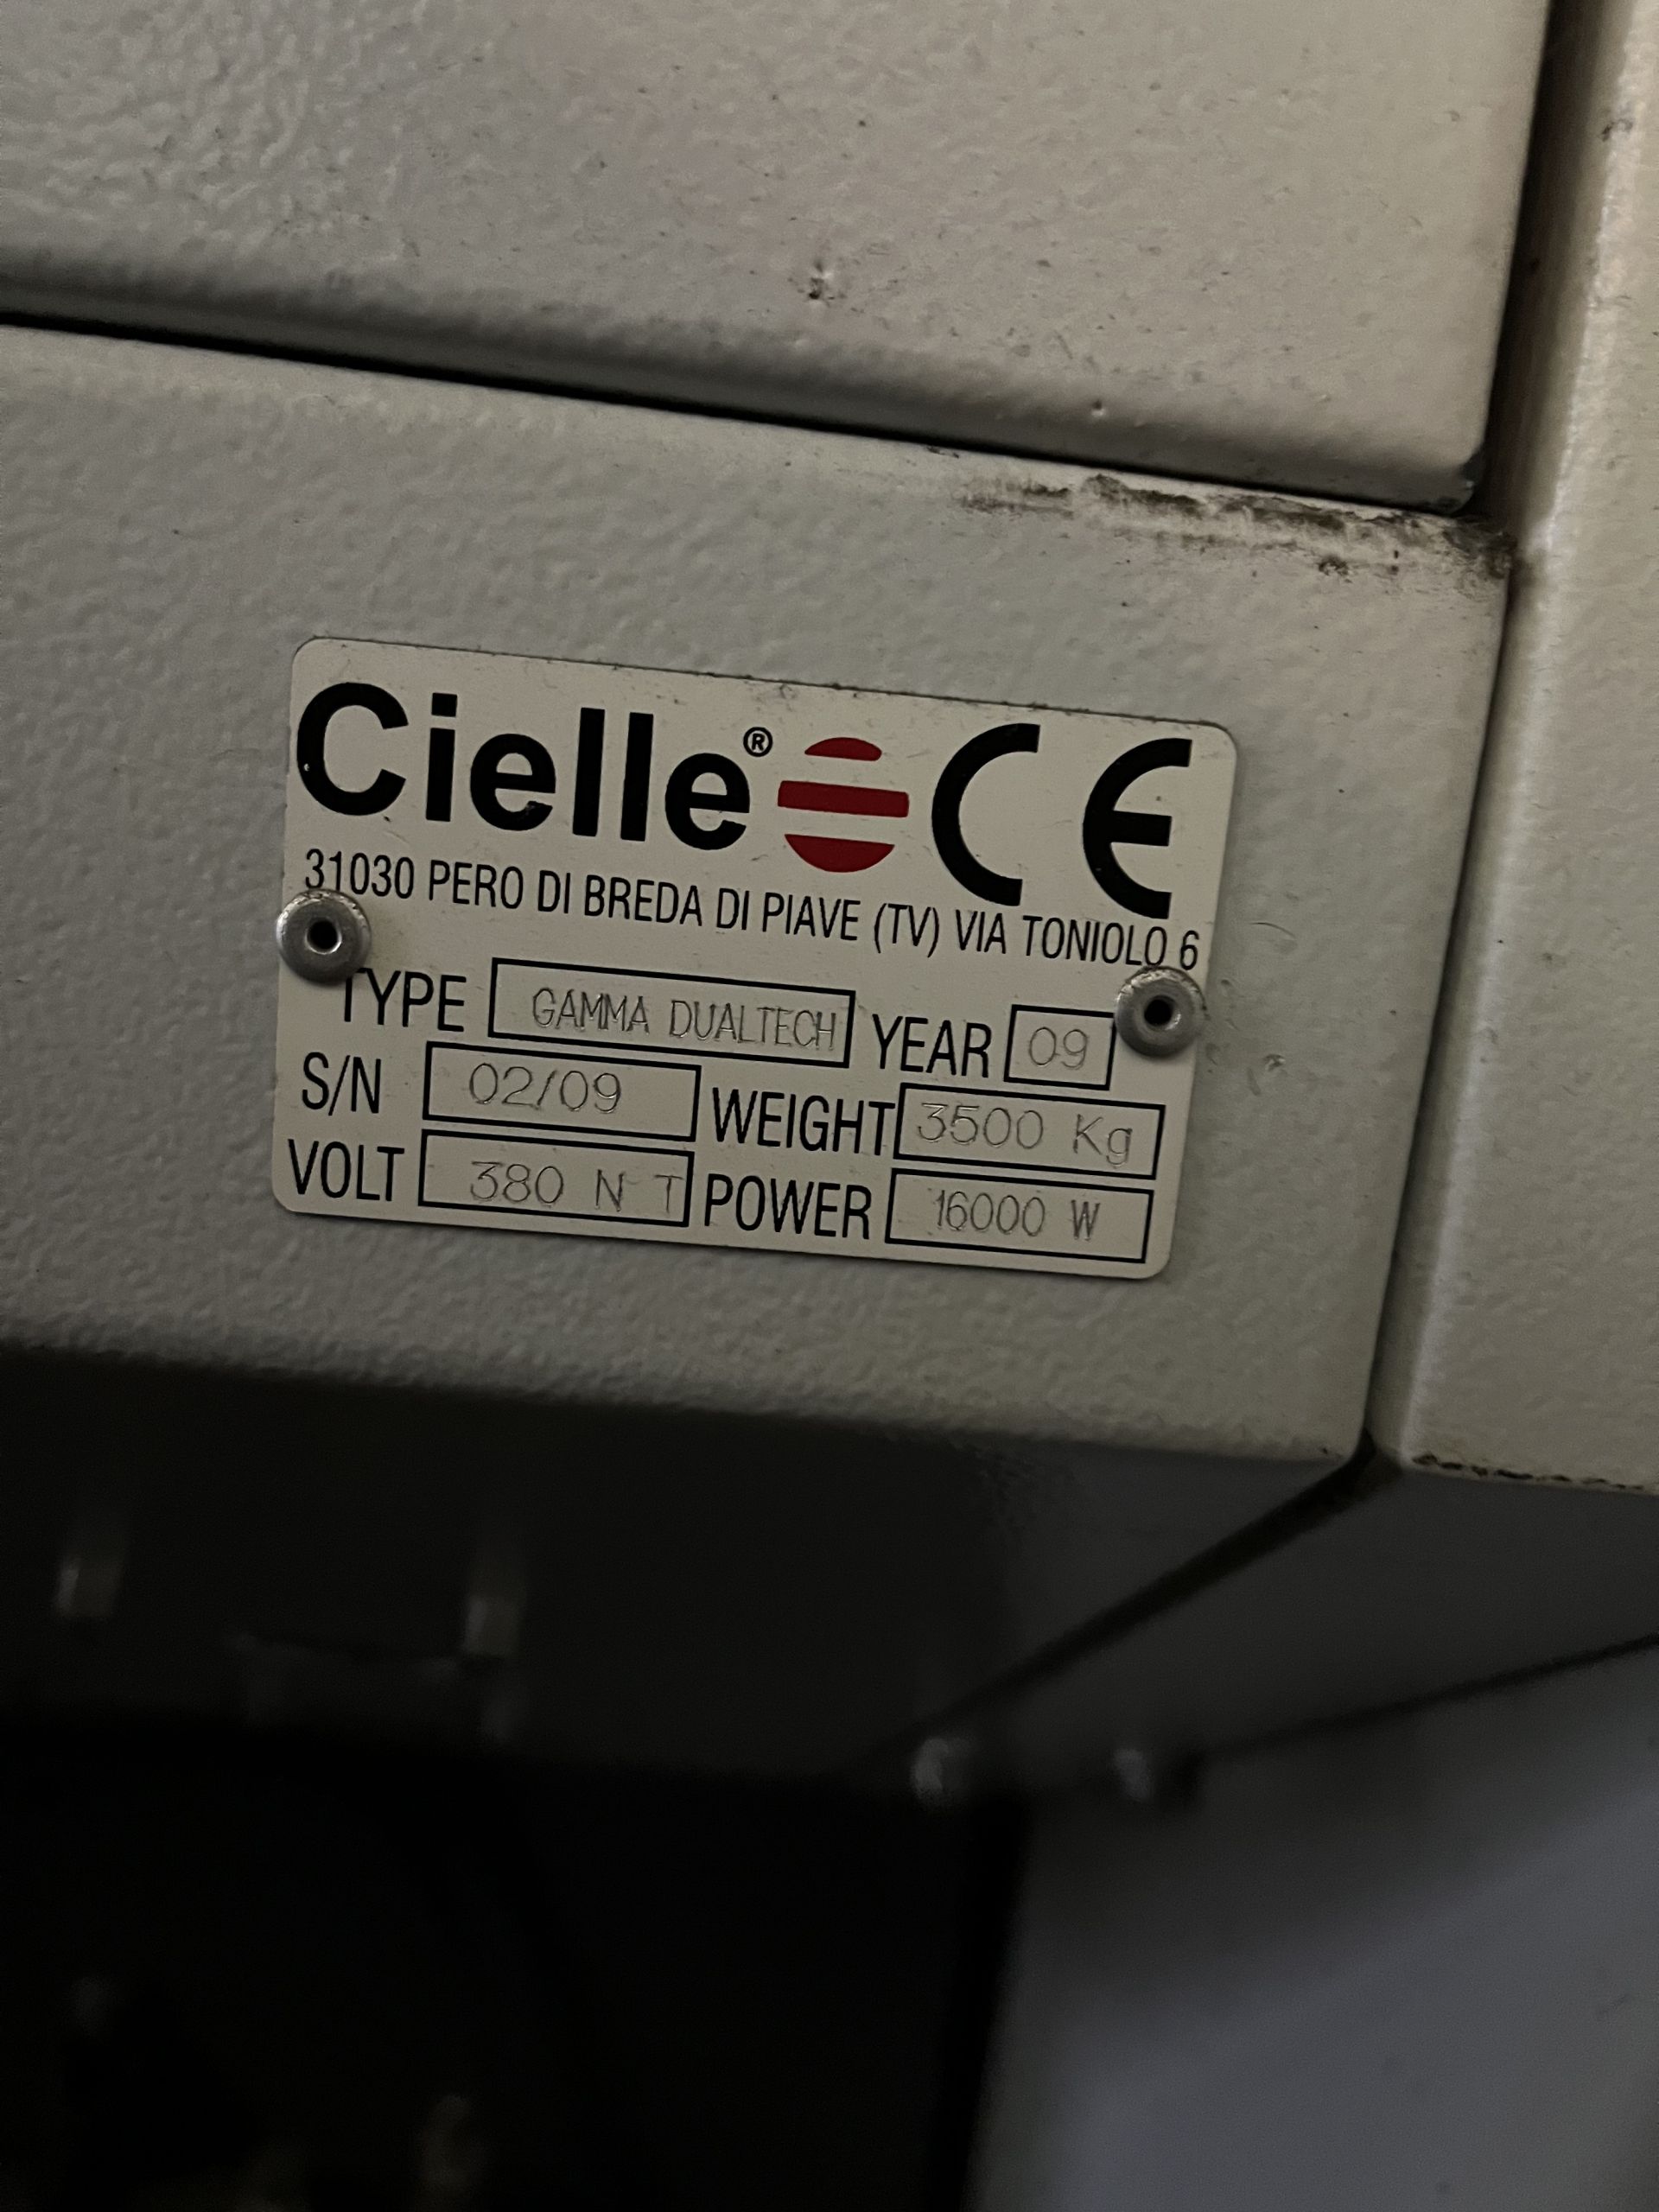 Cielle® CE
31030 PERO DI BREDA DI PIAVE (TV) VIA TONIOLO 6
TYPE GAMMA DUALTECH YEAR 09
S/N 02/09 WEIGHT 3500 Kg
VOLT 380 N T POWER 16000 W